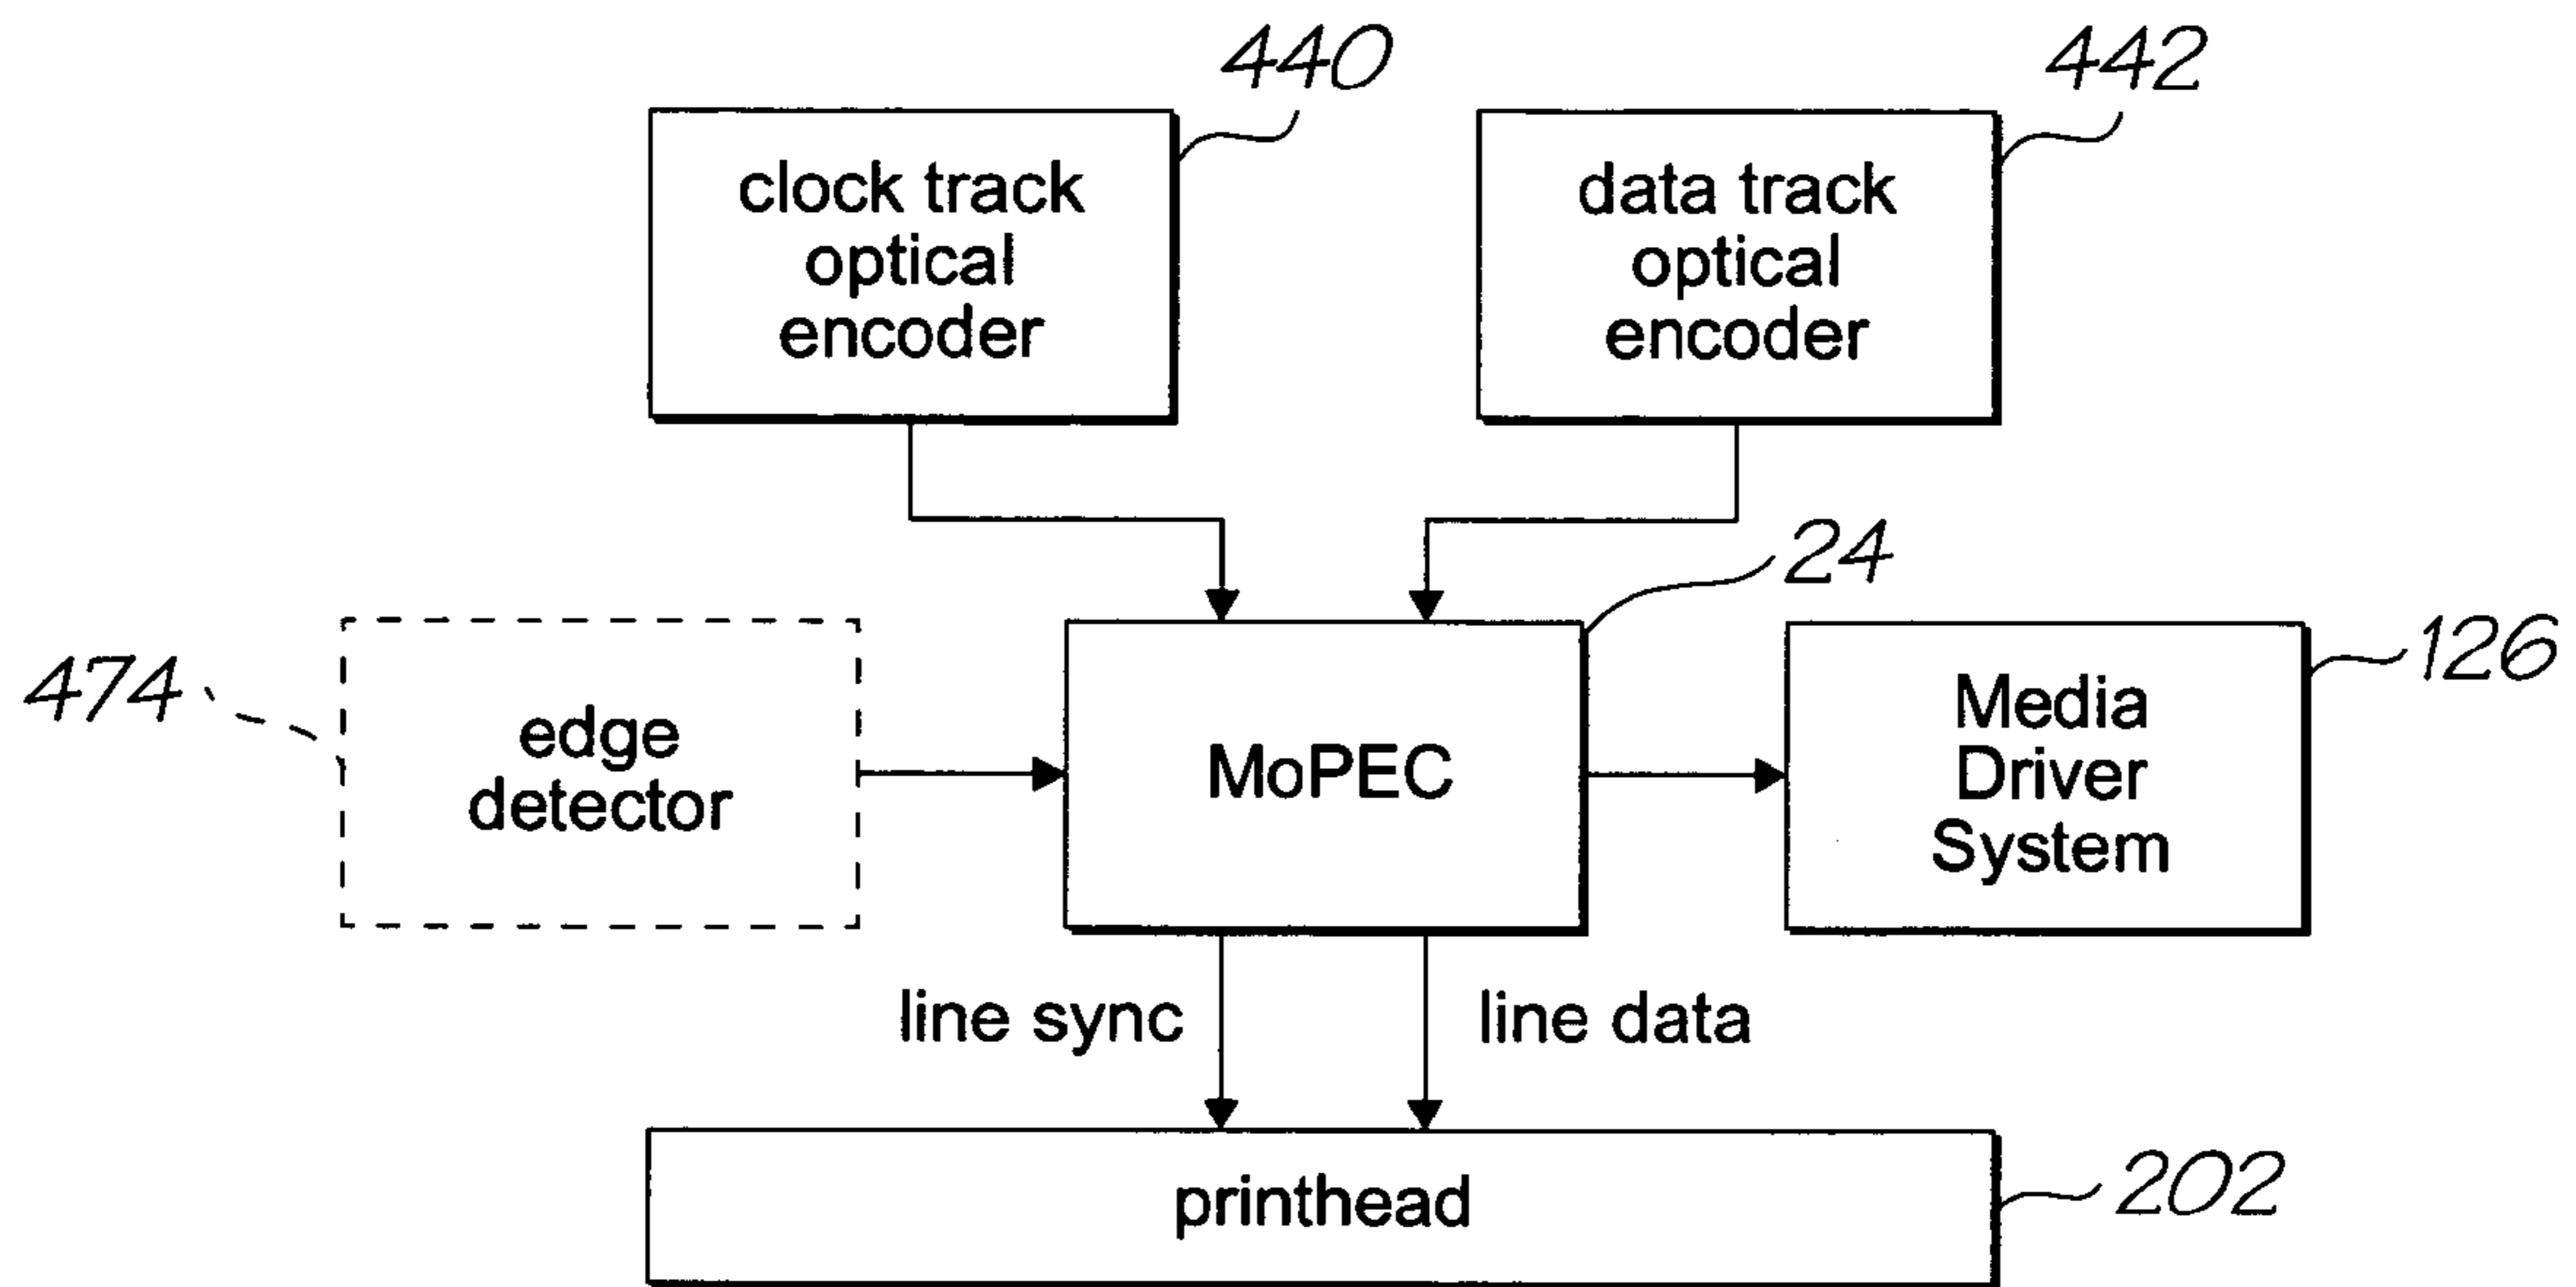 440
442
clock track
optical
encoder
data track
optical
encoder
24
474
edge
detector
MoPEC
Media
Driver
System
126
line sync
line data
printhead
202